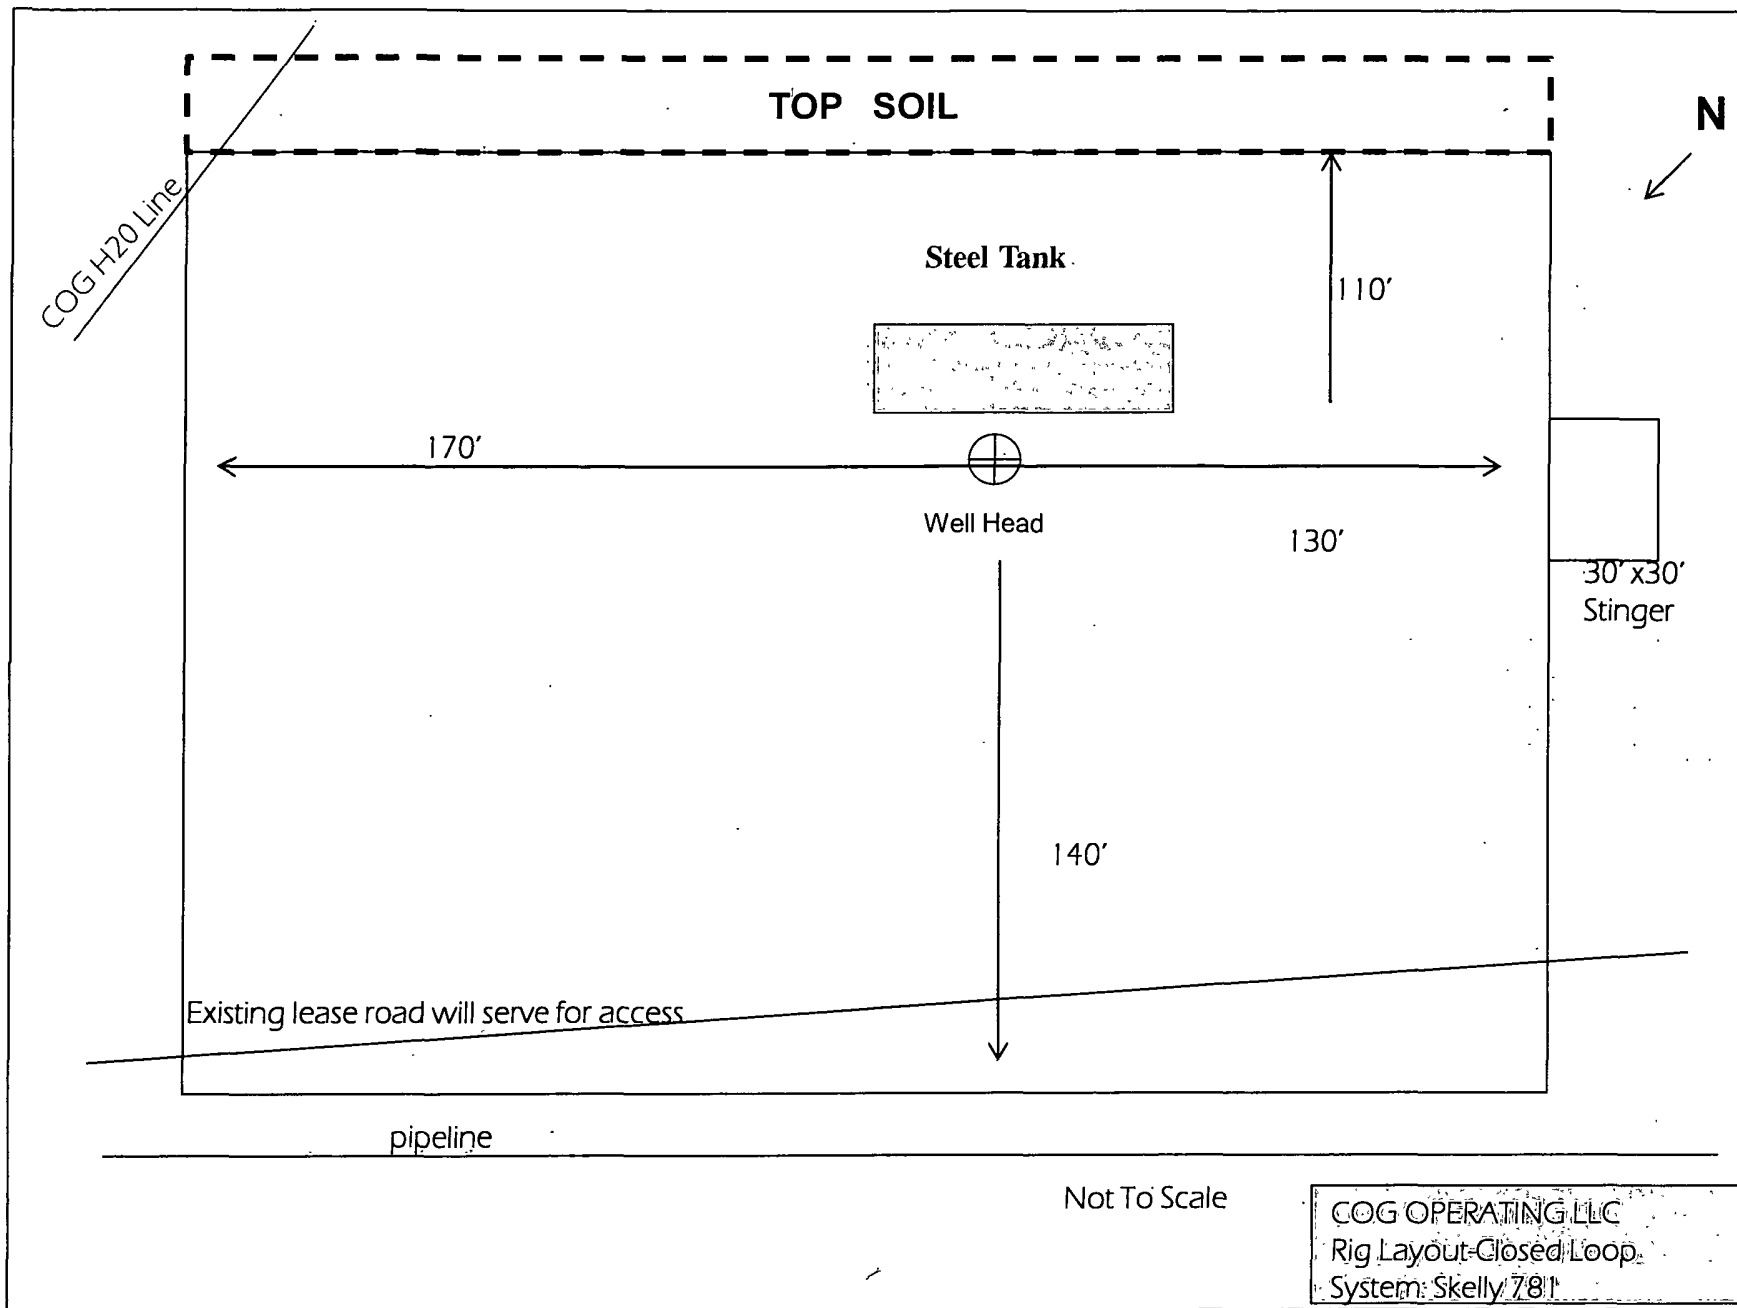 TOP SOIL
N
COG H20 Line
Steel Tank
110'
170'
Well Head
130'
30' x30'
Stinger
140'
Existing lease road will serve for access
pipeline
Not To Scale
COG OPERATING LLC
Rig Layout-Closed Loop
System: Skelly 781